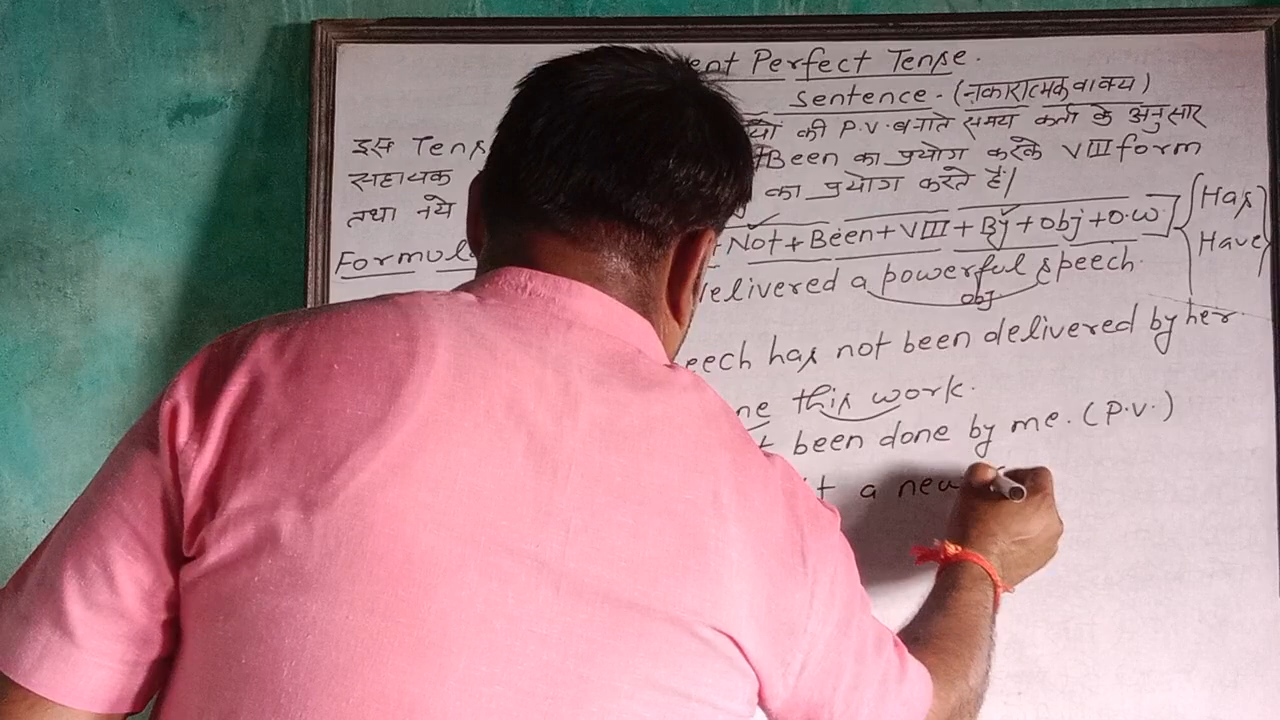 ent Perfect Tense.
sentence. (नकारात्मक वाक्य)
यों की P.V. बनाते समय कर्ता के अनुसार
इस Tens
+Been का प्रयोग करके VIII form
सहायक
का प्रयोग करते हैं।
तथा नये
Formul
+Not+Been+VIII+By+Obj+O.W] {Has
Have}
delivered a powerful speech.
obj
eech has not been delivered by her.
ne this work.
t been done by me. (P.V.)
t a new